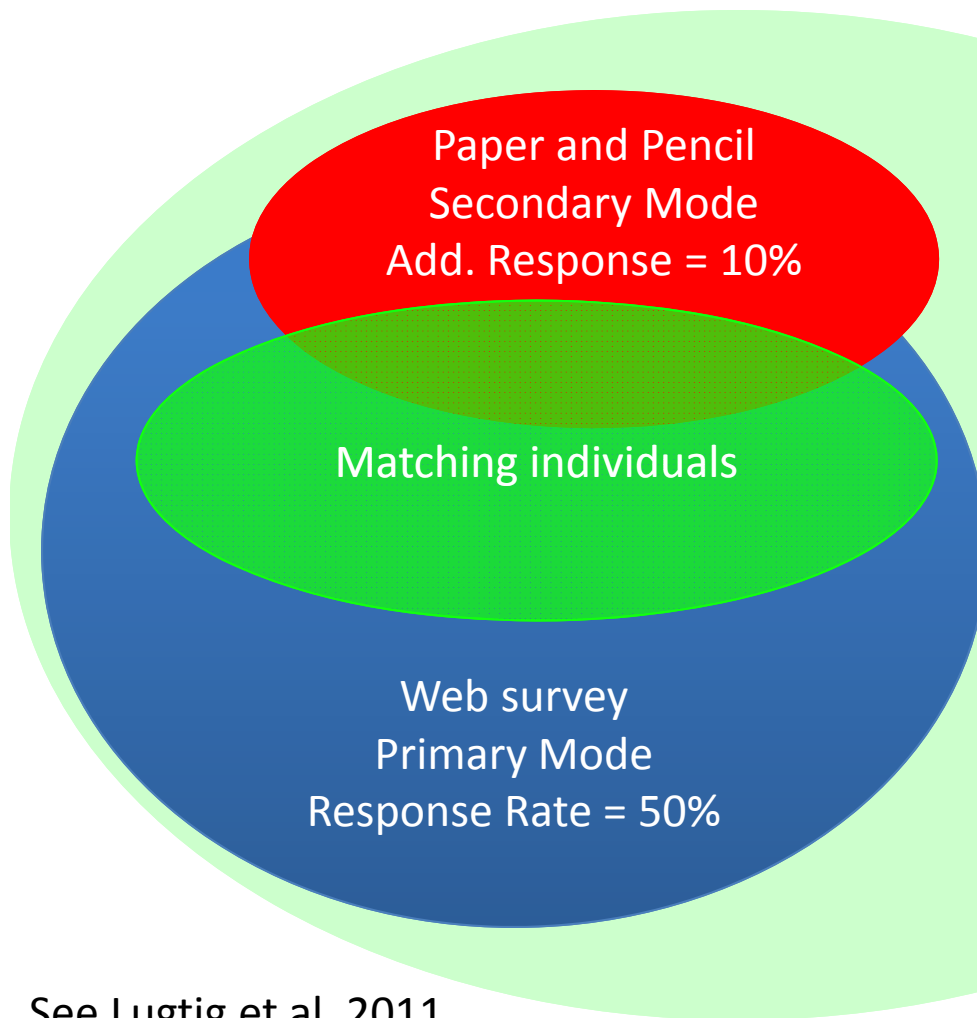 Paper and Pencil
Secondary Mode
Add. Response = 10%
Matching individuals
Web survey
Primary Mode
Response Rate = 50%
See Lugtig et al. 2011